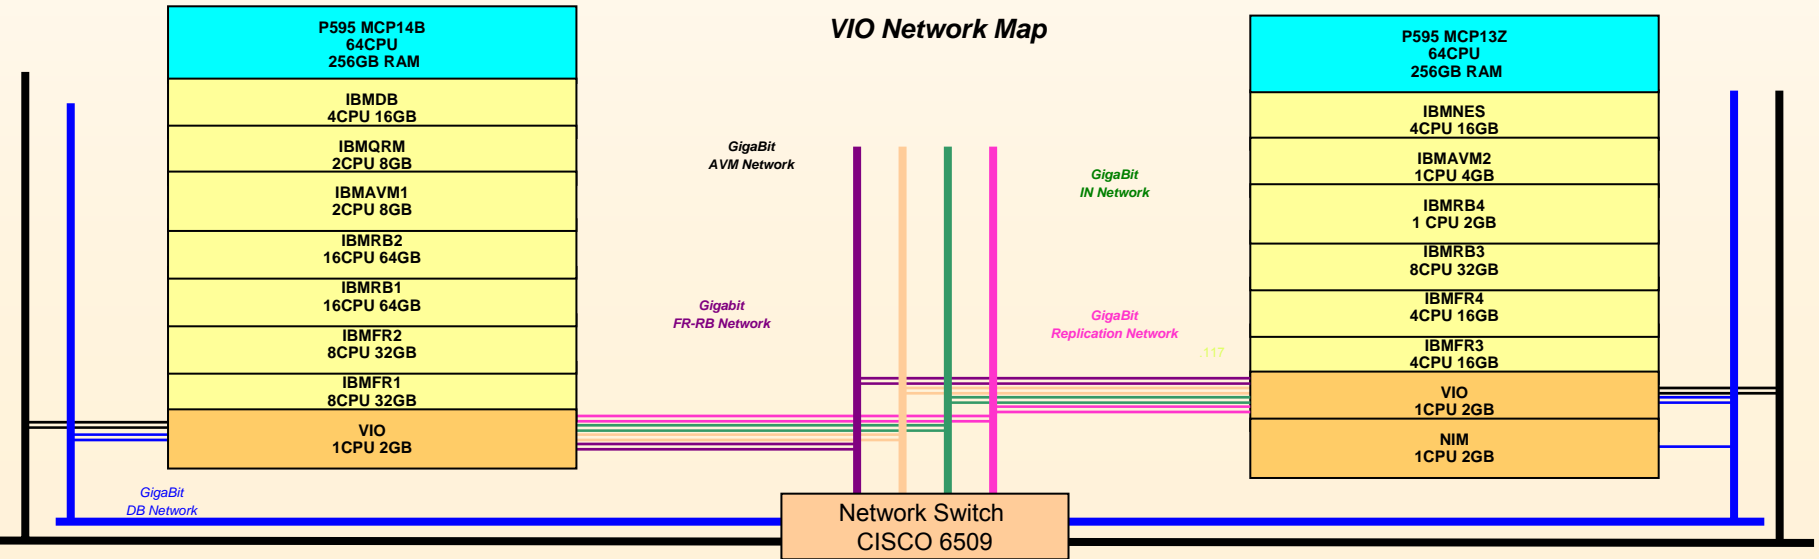 VIO Network Map
P595 MCP14B
64CPU
256GB RAM
IBMDB
4CPU 16GB
IBMQRM
2CPU 8GB
IBMAVM1
2CPU 8GB
IBMRB2
16CPU 64GB
IBMRB1
16CPU 64GB
IBMFR2
8CPU 32GB
IBMFR1
8CPU 32GB
VIO
1CPU 2GB
GigaBit
DB Network
GigaBit
AVM Network
Gigabit
FR-RB Network
GigaBit
IN Network
GigaBit
Replication Network
.117
P595 MCP13Z
64CPU
256GB RAM
IBMNES
4CPU 16GB
IBMAVM2
1CPU 4GB
IBMRB4
1 CPU 2GB
IBMRB3
8CPU 32GB
IBMFR4
4CPU 16GB
IBMFR3
4CPU 16GB
VIO
1CPU 2GB
NIM
1CPU 2GB
Network Switch
CISCO 6509